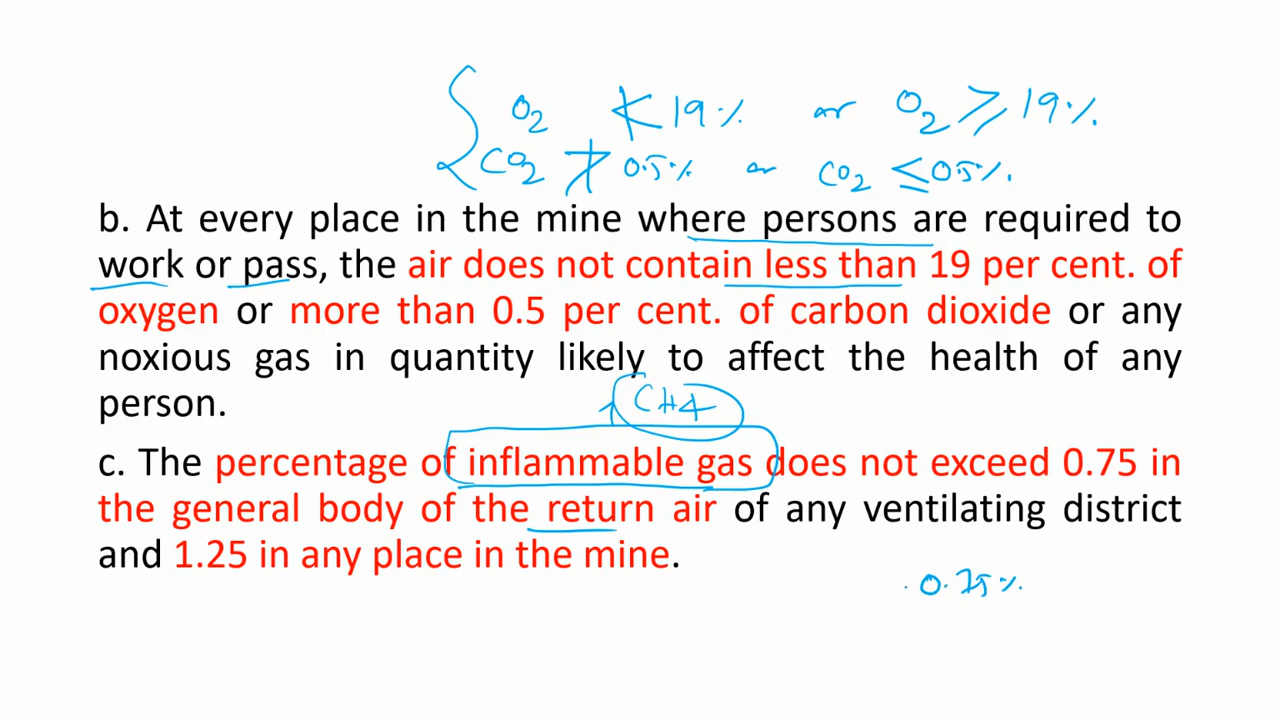 O₂ ≮ 19% or O₂ ≥ 19%.
CO₂ ≯ 0.5% or CO₂ ≤ 0.5%.
b. At every place in the mine where persons are required to
work or pass, the air does not contain less than 19 per cent. of
oxygen or more than 0.5 per cent. of carbon dioxide or any
noxious gas in quantity likely to affect the health of any
person.
CH4
c. The percentage of inflammable gas does not exceed 0.75 in
the general body of the return air of any ventilating district
and 1.25 in any place in the mine.
0.75%